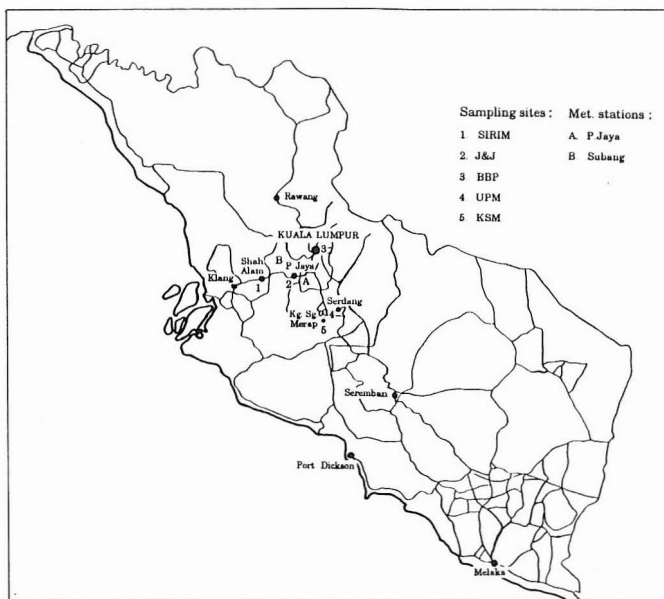 Sampling sites : Met. stations :
1 SIRIM A P Jaya
2. J&J B Subang
3 BBP
4 UPM
5 KSM
Rawang
KUALA LUMPUR
3
Shah
Alam
B
P Jaya
Klang
1
2
A
Serdang
Kg. Sg.
Merap
4
5
Seremban
Port Dickson
Melaka